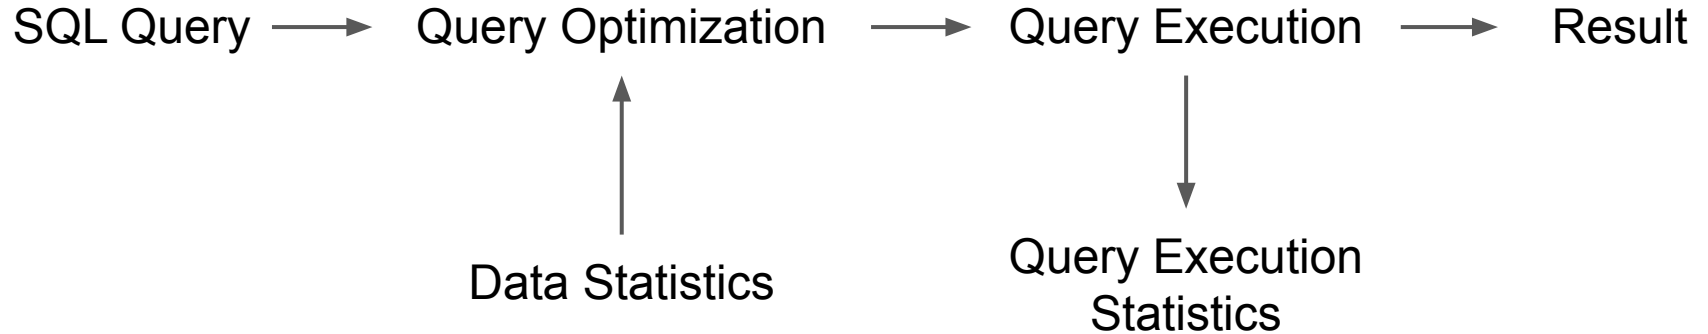 SQL Query
Query Optimization
Query Execution
Result
Data Statistics
Query Execution
Statistics